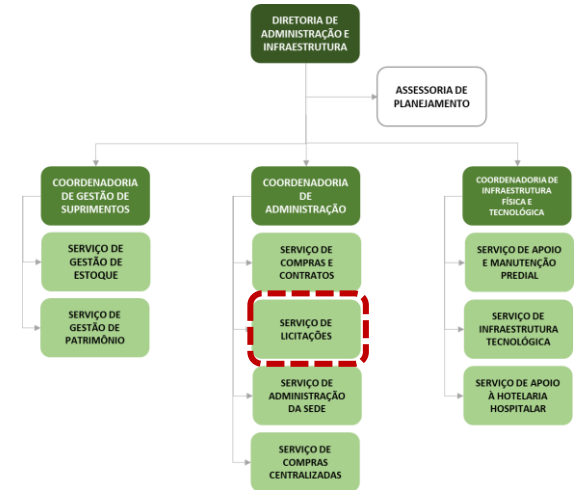 DIRETORIA DE
ADMINISTRAÇÃO E
INFRAESTRUTURA
ASSESSORIA DE
PLANEJAMENTO
COORDENADORIA
DE GESTÃO DE
SUPRIMENTOS
SERVIÇO DE
GESTÃO DE
ESTOQUE
SERVIÇO DE
GESTÃO DE
PATRIMÔNIO
COORDENADORIA
DE
ADMINISTRAÇÃO
SERVIÇO DE
COMPRAS E
CONTRATOS
SERVIÇO DE
LICITAÇÕES
SERVIÇO DE
ADMINISTRAÇÃO
DA SEDE
SERVIÇO DE
COMPRAS
CENTRALIZADAS
COORDENADORIA DE
INFRAESTRUTURA
FÍSICA E
TECNOLÓGICA
SERVIÇO DE APOIO
E MANUTENÇÃO
PREDIAL
SERVIÇO DE
INFRAESTRUTURA
TECNOLÓGICA
SERVIÇO DE APOIO
À HOTELARIA
HOSPITALAR